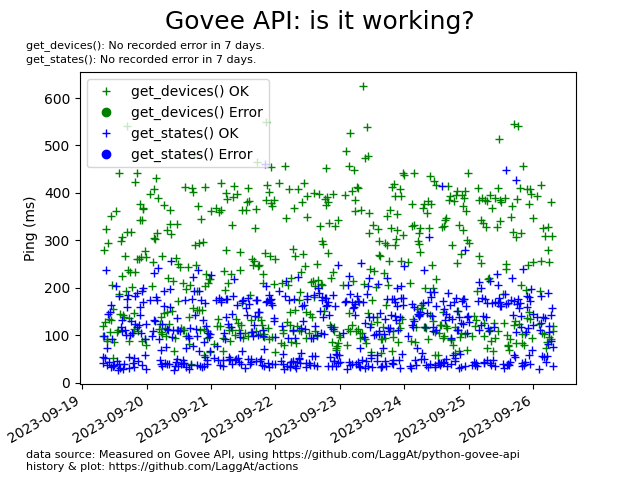 Govee API: is it working?
get_devices(): No recorded error in 7 days.
get_states(): No recorded error in 7 days.
get_devices() OK
get_devices() Error
get_states() OK
get_states() Error
Ping (ms)
600
500
400
300
200
100
0
2023-09-19
2023-09-20
2023-09-21
2023-09-22
2023-09-23
2023-09-24
2023-09-25
2023-09-26
data source: Measured on Govee API, using https://github.com/LaggAt/python-govee-api
history & plot: https://github.com/LaggAt/actions